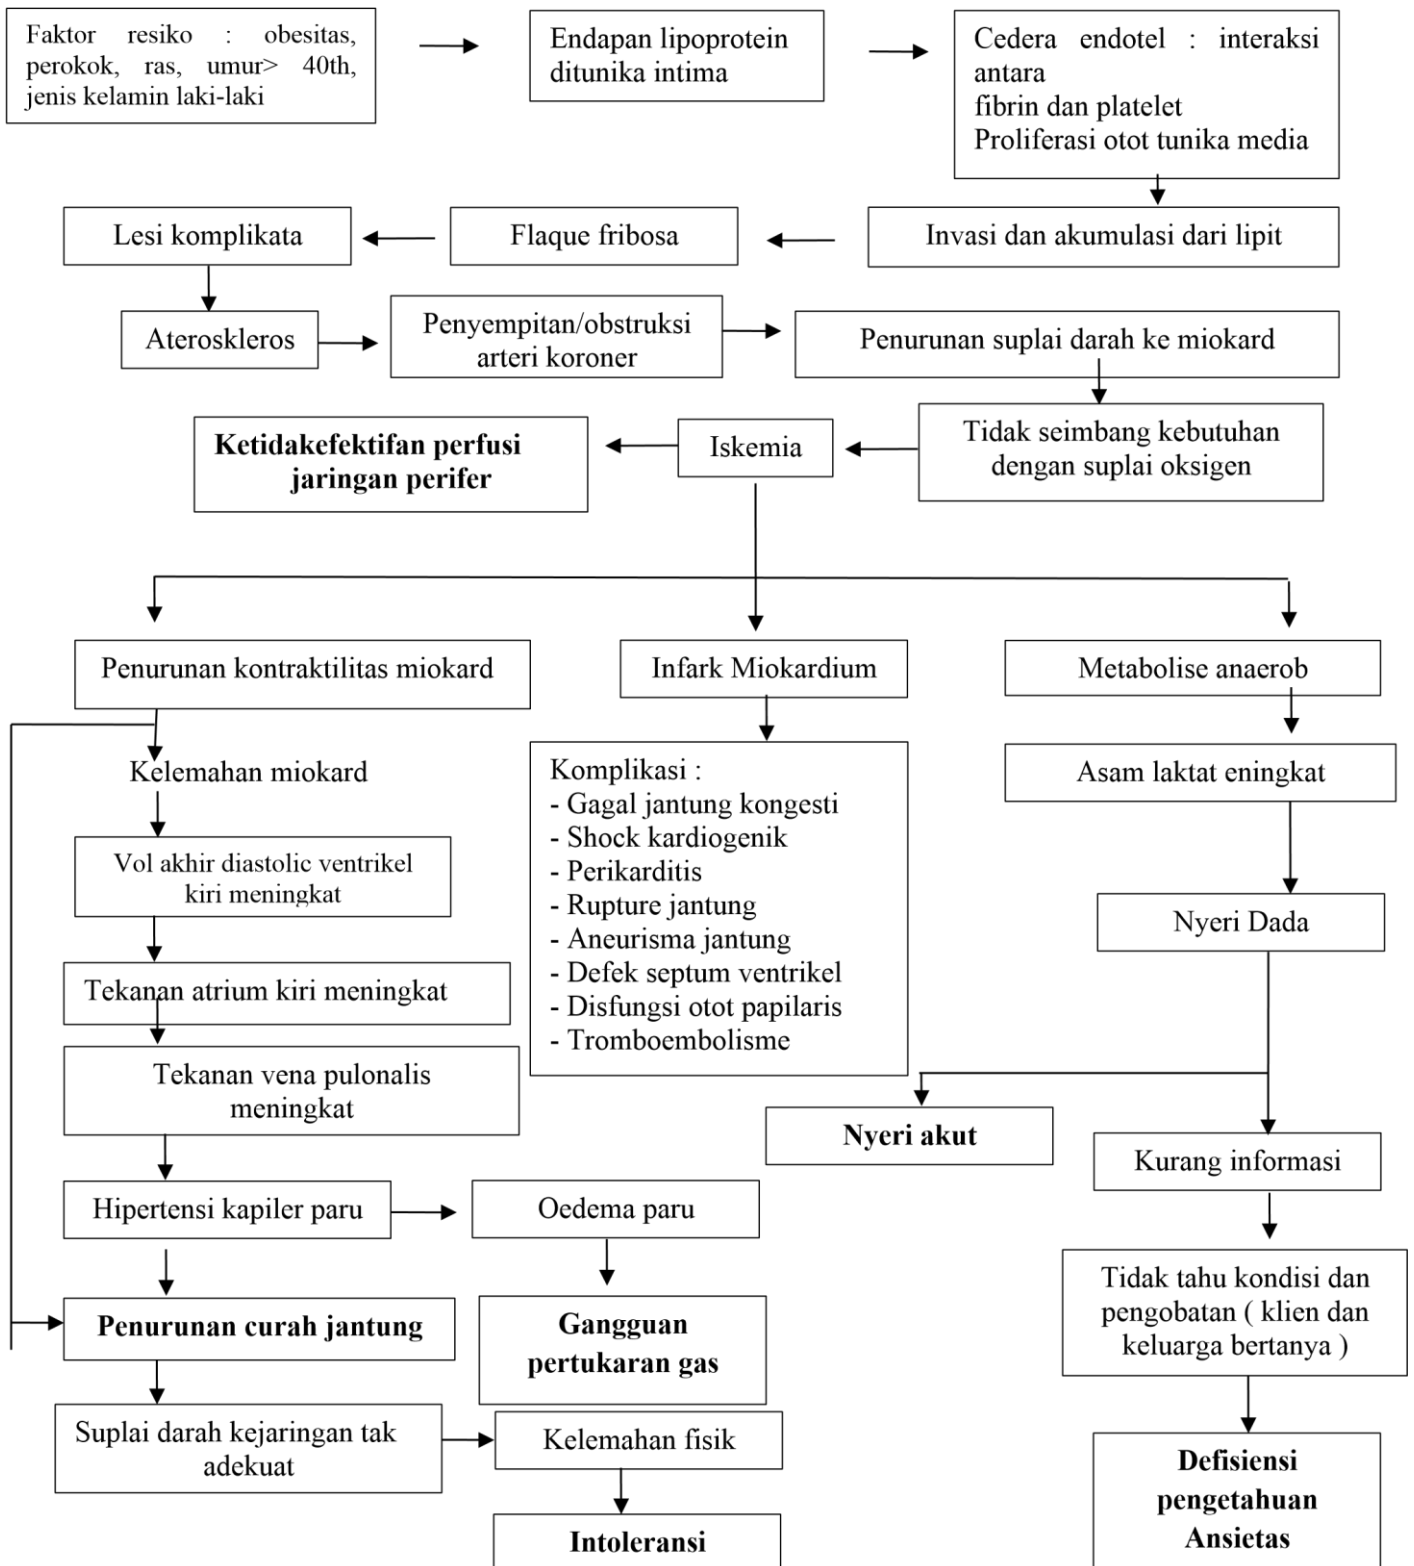 Faktor resiko : obesitas,
perokok, ras, umur> 40th,
jenis kelamin laki-laki
Endapan lipoprotein
ditunika intima
Cedera endotel : interaksi
antara
fibrin dan platelet
Proliferasi otot tunika media
Lesi komplikata
Flaque fribosa
Invasi dan akumulasi dari lipit
Ateroskleros
Penyempitan/obstruksi
arteri koroner
Penurunan suplai darah ke miokard
Ketidakefektifan perfusi
jaringan perifer
Iskemia
Tidak seimbang kebutuhan
dengan suplai oksigen
Penurunan kontraktilitas miokard
Infark Miokardium
Metabolise anaerob
Kelemahan miokard
Komplikasi :
- Gagal jantung kongesti
- Shock kardiogenik
- Perikarditis
- Rupture jantung
- Aneurisma jantung
- Defek septum ventrikel
- Disfungsi otot papilaris
- Tromboembolisme
Asam laktat eningkat
Vol akhir diastolic ventrikel
kiri meningkat
Nyeri Dada
Tekanan atrium kiri meningkat
Tekanan vena pulonalis
meningkat
Nyeri akut
Kurang informasi
Hipertensi kapiler paru
Oedema paru
Tidak tahu kondisi dan
pengobatan ( klien dan
keluarga bertanya )
Penurunan curah jantung
Gangguan
pertukaran gas
Suplai darah kejaringan tak
adekuat
Kelemahan fisik
Defisiensi
pengetahuan
Ansietas
Intoleransi